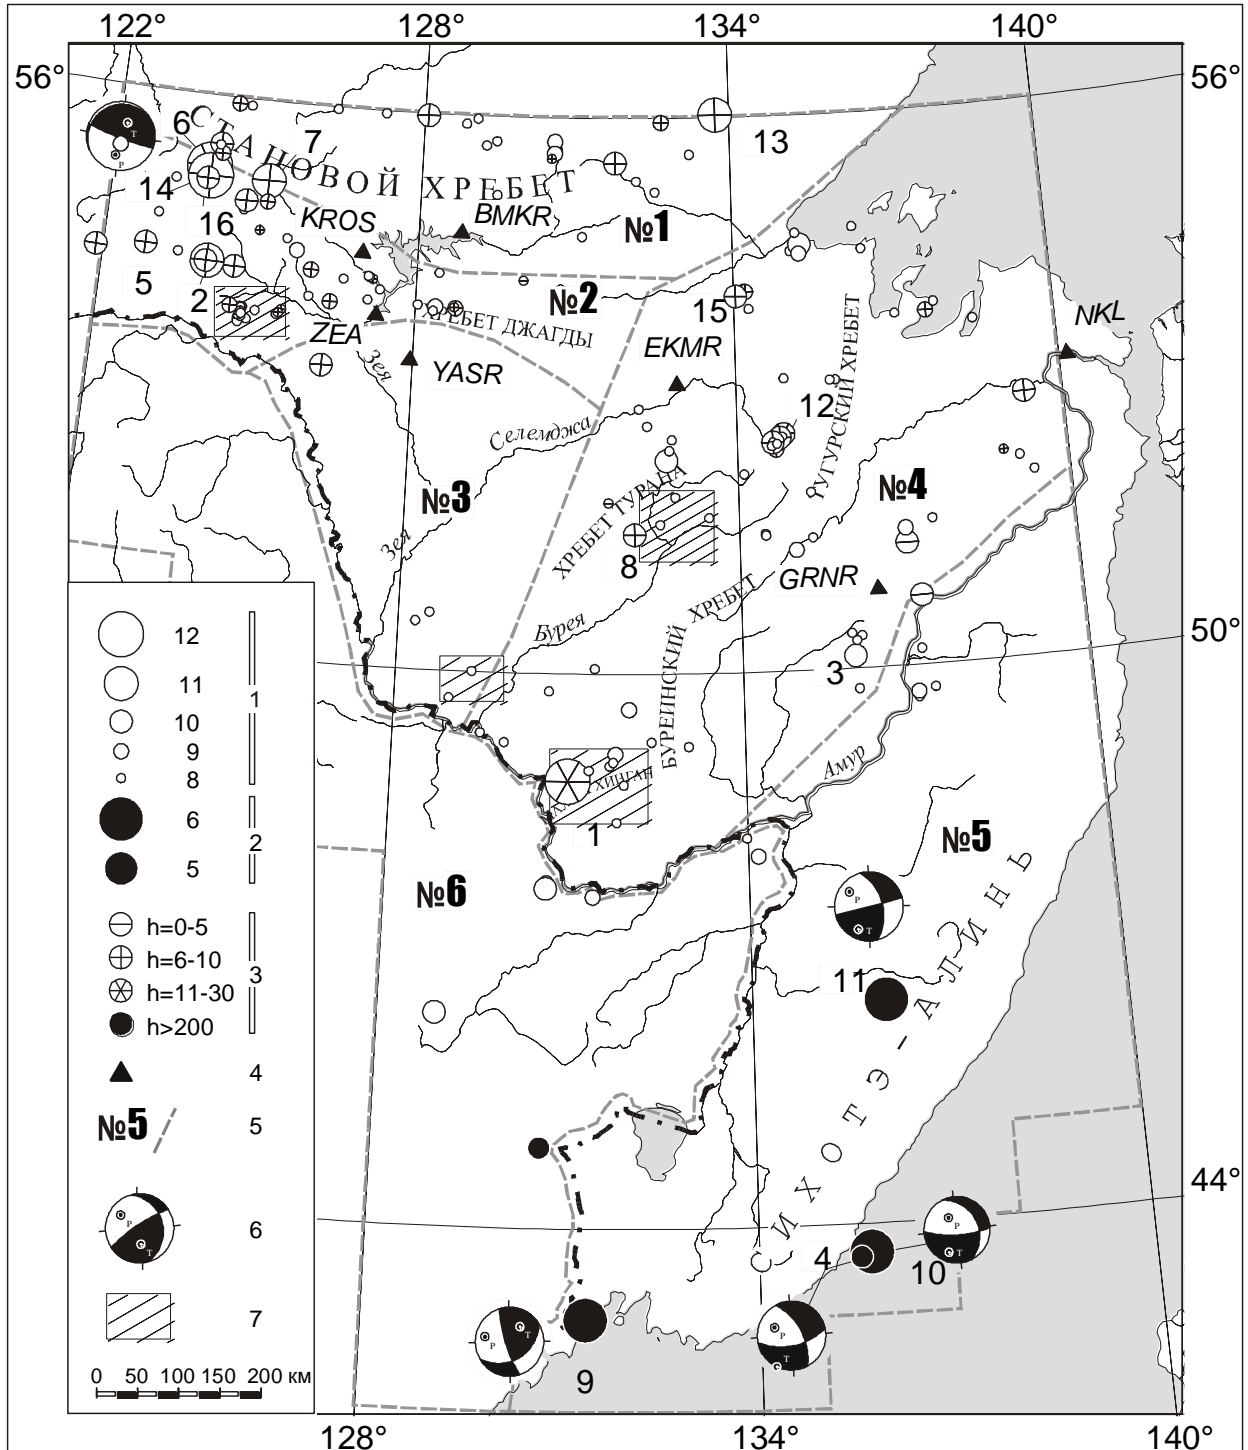 122° 128° 134° 140°
56° 56°
СТАНОВОЙ ХРЕБЕТ
6
7
13
14
16
KROS
BMKR
№1
5
2
№2
15
ХРЕБЕТ ДЖАГДЫ
ZEA
Зея
YASR
EKMR
NKL
12
ТУГУРСКИЙ ХРЕБЕТ
Селемджа
ХРЕБЕТ ТУРАНА
№3
№4
Зея
8
GRNR
Бурея
БУРЕИНСКИЙ ХРЕБЕТ
50°
3
Амур
ХИНГАН
1
№5
№6
СИХОТЭ–АЛИНЬ
11
44°
4
10
9
P T
P T
P T
P T
P T
12
11
10
9
8
1
6
5
2
h=0-5
h=6-10
h=11-30
h>200
3
4
№5 5
P T
6
7
0 50 100 150 200 км
128° 134° 140°